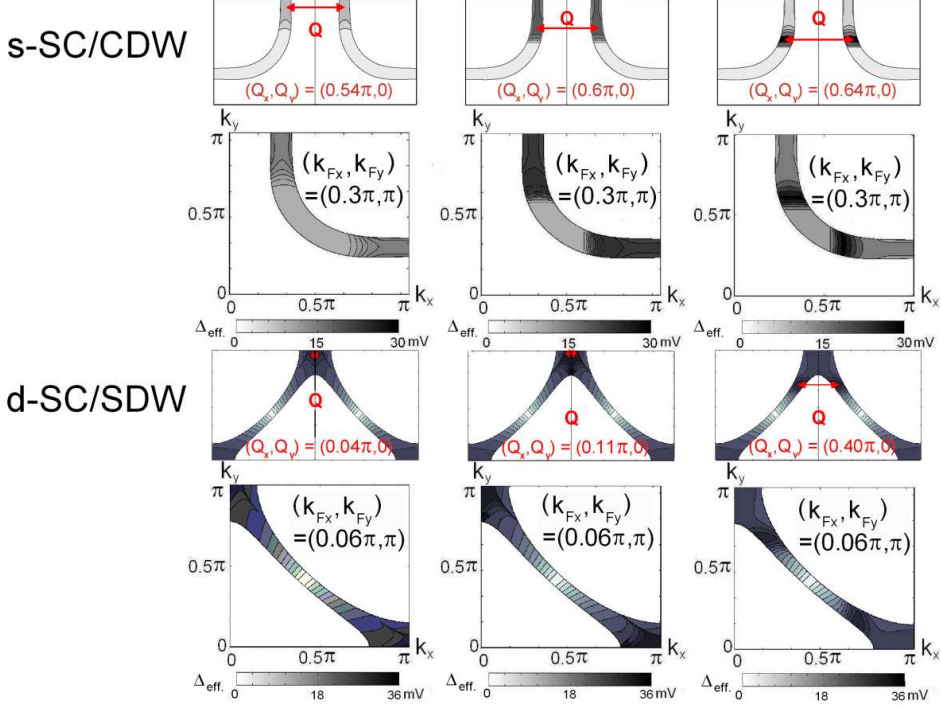 s-SC/CDW
Q
Q
Q
(Qx,Qy) = (0.54π,0)
(Qx,Qy) = (0.6π,0)
(Qx,Qy) = (0.64π,0)
ky
ky
ky
π
π
π
(kFx,kFy)
=(0.3π,π)
(kFx,kFy)
=(0.3π,π)
(kFx,kFy)
=(0.3π,π)
0.5π
0.5π
0.5π
0
0
0
0 0.5π π kx
0 0.5π π kx
0 0.5π π kx
Δeff. 0 15 30 mV
Δeff. 0 15 30 mV
Δeff. 0 15 30 mV
d-SC/SDW
Q
Q
Q
(Qx,Qy) = (0.04π,0)
(Qx,Qy) = (0.11π,0)
(Qx,Qy) = (0.40π,0)
ky
ky
ky
π
π
π
(kFx,kFy)
=(0.06π,π)
(kFx,kFy)
=(0.06π,π)
(kFx,kFy)
=(0.06π,π)
0.5π
0.5π
0.5π
0
0
0
0 0.5π π kx
0 0.5π π kx
0 0.5π π kx
Δeff. 0 18 36 mV
Δeff. 0 18 36 mV
Δeff. 0 18 36 mV